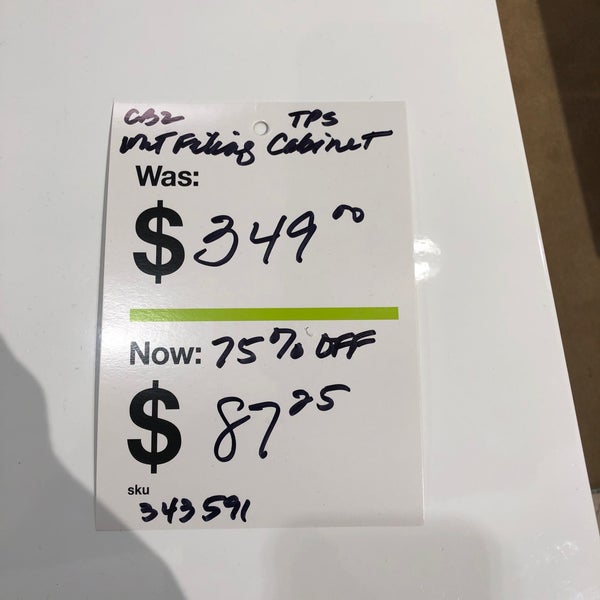 CB2 TPS
Filing Cabinet
Was:
$349.00
Now: 75% OFF
$87.25
sku
343591